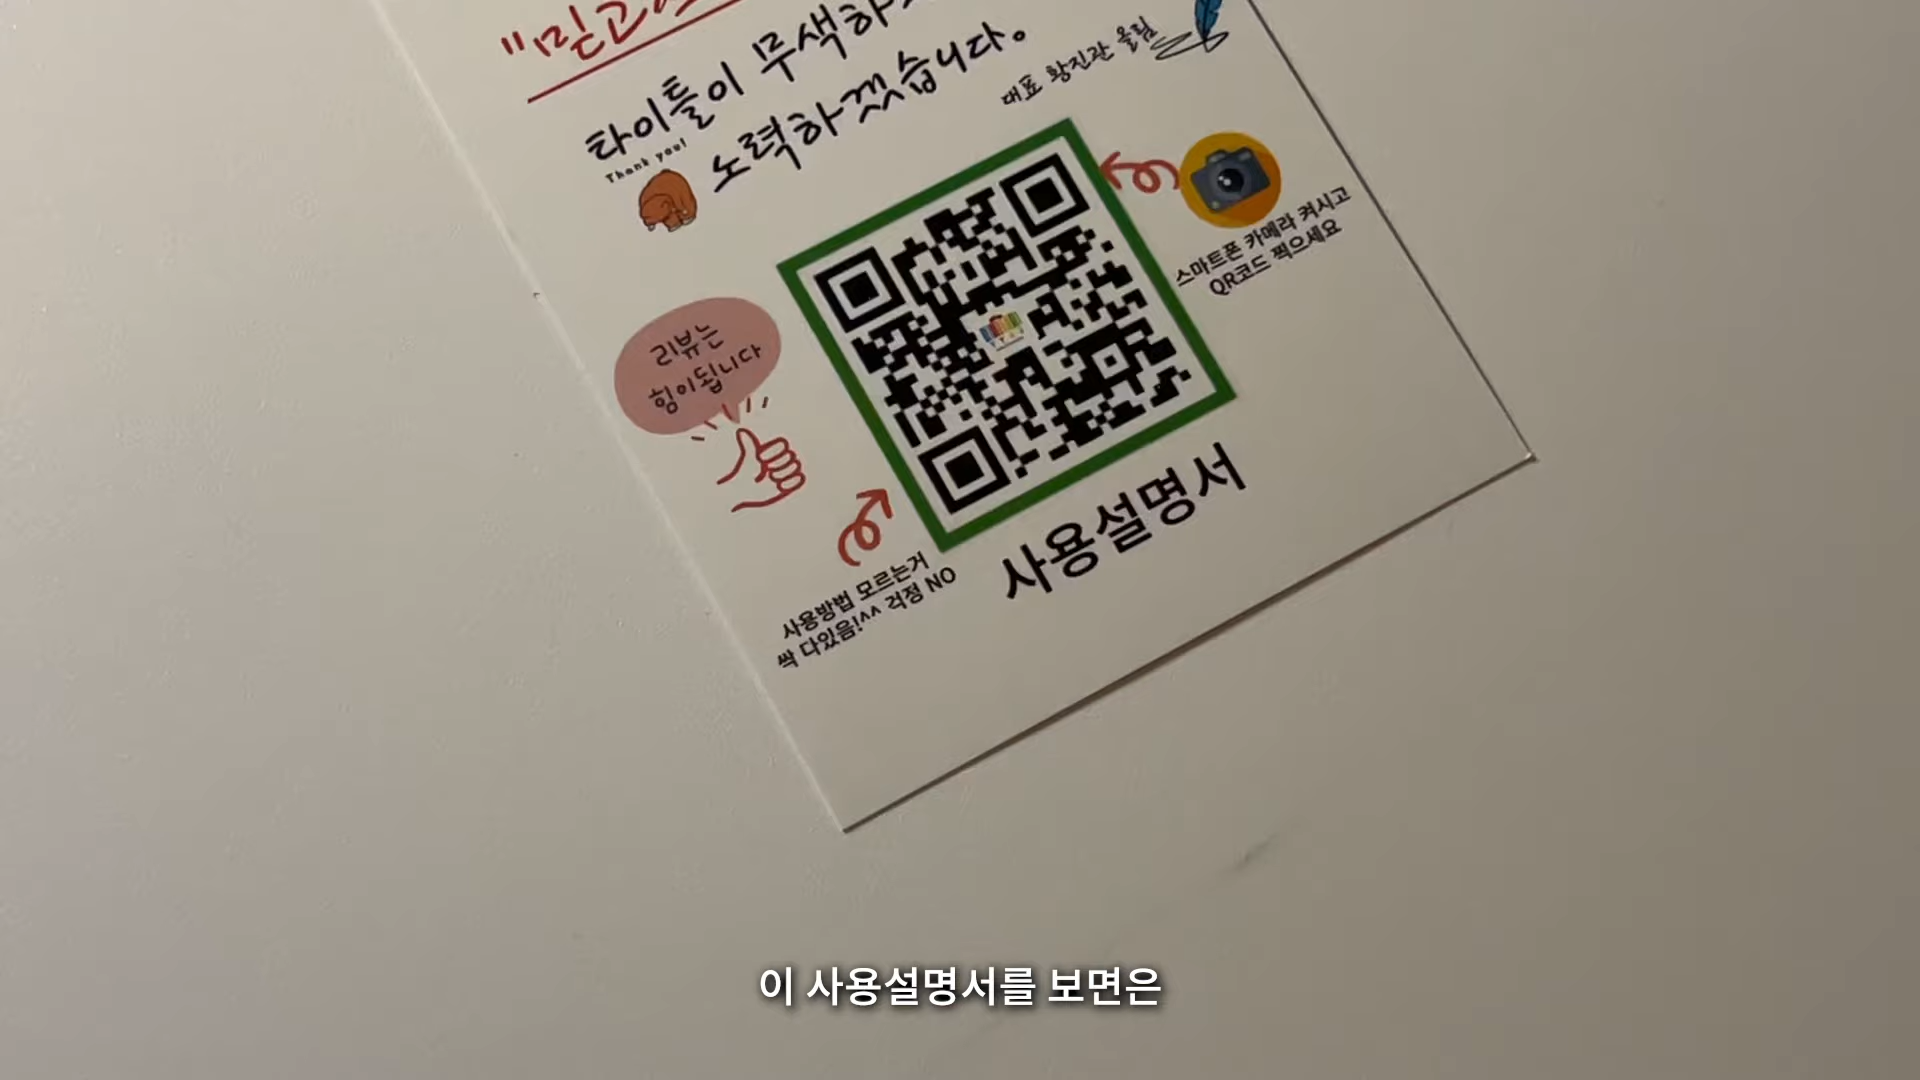 "믿고
타이틀이 무색하
노력하겠습니다.
대표 황진관 올림
Thank you!
스마트폰 카메라 켜시고
QR코드 찍으세요
리뷰는
힘이됩니다
사용방법 모르는거
싹 다있음!^^ 걱정 NO
사용설명서
이 사용설명서를 보면은